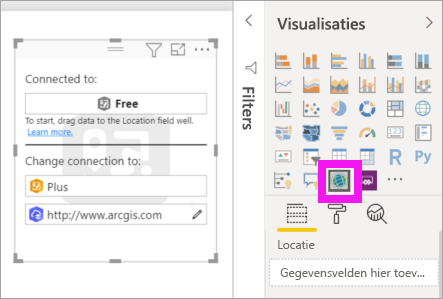 Connected to:
Free
To start, drag data to the Location field well.
Learn more.
Change connection to:
Plus
http://www.arcgis.com
Filters
Visualisaties
R
Py
Locatie
Gegevensvelden hier toev...